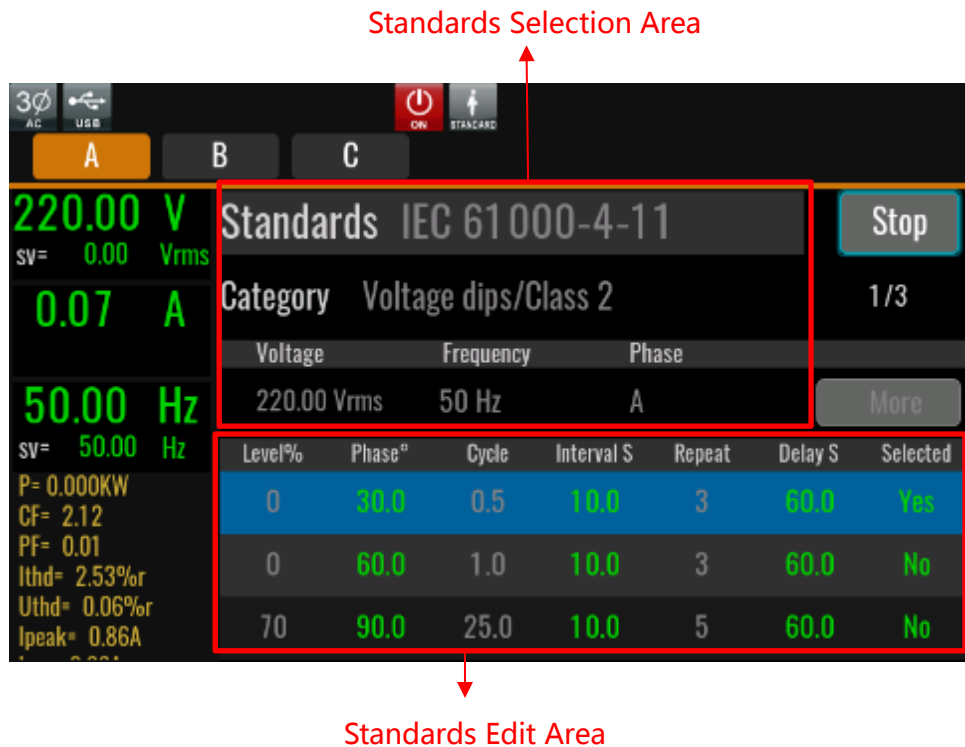 Standards Selection Area
3Ø
AC
USB
ON
STANDARD
A B C
220.00 V
sv= 0.00 Vrms
0.07 A
50.00 Hz
sv= 50.00 Hz
P= 0.000KW
CF= 2.12
PF= 0.01
Ithd= 2.53%r
Uthd= 0.06%r
Ipeak= 0.86A
Standards IEC 61000-4-11
Stop
Category Voltage dips/Class 2
1/3
Voltage Frequency Phase
220.00 Vrms 50 Hz A
More
Level% Phase° Cycle Interval S Repeat Delay S Selected
0 30.0 0.5 10.0 3 60.0 Yes
0 60.0 1.0 10.0 3 60.0 No
70 90.0 25.0 10.0 5 60.0 No
Standards Edit Area